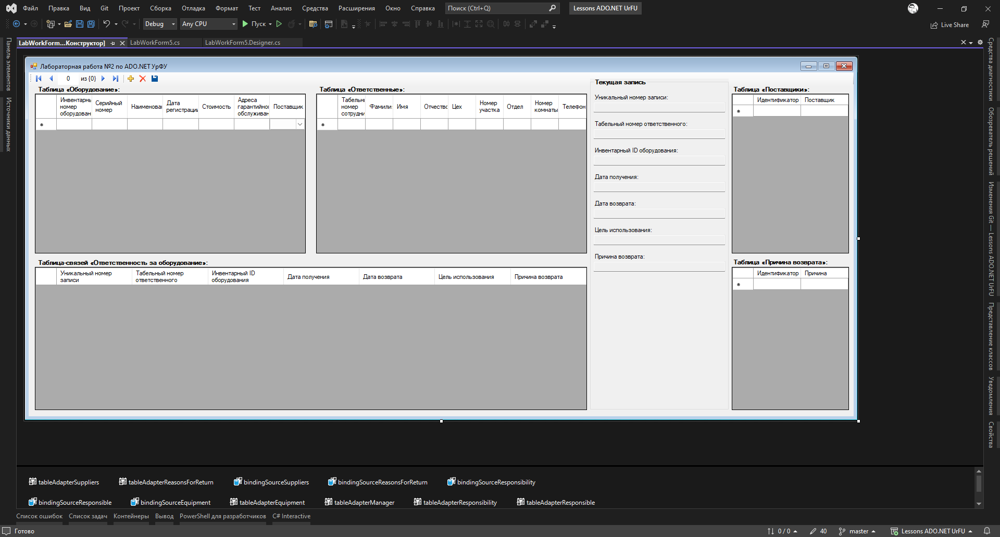 Файл Правка Вид Git Проект Сборка Отладка Формат Тест Анализ Средства Расширения Окно Справка Поиск (Ctrl+Q) Lessons ADO.NET UrFU
Debug Any CPU Пуск Live Share
LabWorkForm...Конструктор] LabWorkForm5.cs LabWorkForm5.Designer.cs
Панель элементов
Источники данных
Лабораторная работа №2 по ADO.NET УрФУ
0 из {0}
Таблица «Оборудование»:
Инвентарн номер оборудован Серийный номер Наименова Дата регистраци Стоимость Адреса гарантийно обслуживан Поставщик
Таблица «Ответственные»:
Табельн номер сотрудни Фамили Имя Отчество Цех Номер участка Отдел Номер комнаты Телефон
Текущая запись
Уникальный номер записи:
Табельный номер ответственного:
Инвентарный ID оборудования:
Дата получения:
Дата возврата:
Цель использования:
Причина возврата:
Таблица «Поставщики»:
Идентификатор Поставщик
Таблица-связей «Ответственность за оборудование»:
Уникальный номер записи Табельный номер ответственного Инвентарный ID оборудования Дата получения Дата возврата Цель использования Причина возврата
Таблица «Причина возврата»:
Идентификатор Причина
Средства диагностики
Обозреватель решений
Изменения Git — Lessons ADO.NET UrFU
Представление классов
Уведомления
Свойства
tableAdapterSuppliers tableAdapterReasonsForReturn bindingSourceSuppliers bindingSourceReasonsForReturn bindingSourceResponsibility
bindingSourceResponsible bindingSourceEquipment tableAdapterEquipment tableAdapterManager tableAdapterResponsibility tableAdapterResponsible
Список ошибок Список задач Контейнеры Вывод PowerShell для разработчиков C# Interactive
Готово 0 / 0 40 master Lessons ADO.NET UrFU